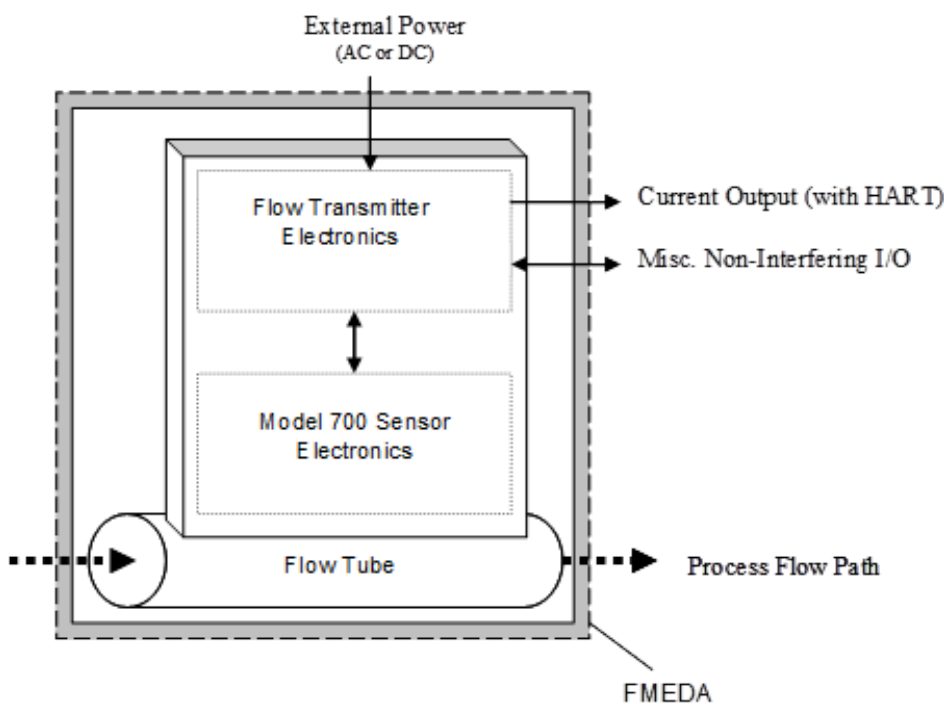 External Power
(AC or DC)
Flow Transmitter
Electronics
Current Output (with HART)
Misc. Non-Interfering I/O
Model 700 Sensor
Electronics
Flow Tube
Process Flow Path
FMEDA